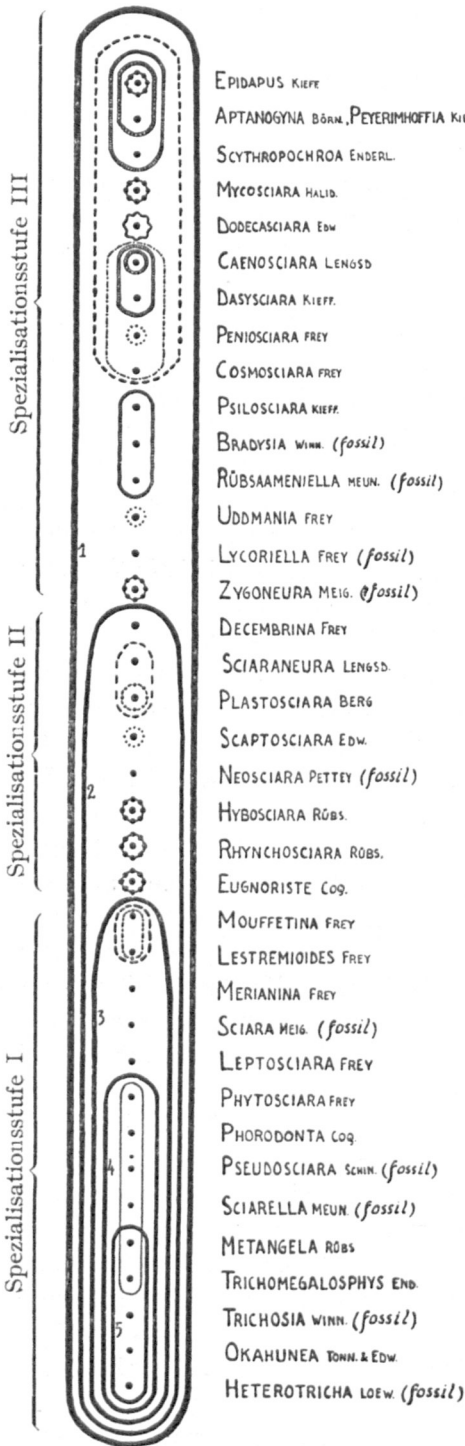 Spezialisationsstufe III
Spezialisationsstufe II
Spezialisationsstufe I
EPIDAPUS KIEFF
APTANOGYNA BÖRN., PEYERIMHOFFIA KIE
SCYTHROPOCHROA ENDERL.
MYCOSCIARA HALID.
DODECASCIARA EDW
CAENOSCIARA LENGSD
DASYSCIARA KIEFF.
PENIOSCIARA FREY
COSMOSCIARA FREY
PSILOSCIARA KIEFF.
BRADYSIA WINN. (fossil)
RÜBSAAMENIELLA MEUN. (fossil)
UDDMANIA FREY
1
LYCORIELLA FREY (fossil)
ZYGONEURA MEIG. (fossil)
DECEMBRINA FREY
SCIARANEURA LENGSD.
PLASTOSCIARA BERG
SCAPTOSCIARA EDW.
NEOSCIARA PETTEY (fossil)
2
HYBOSCIARA RÜBS.
RHYNCHOSCIARA RÜBS.
EUGNORISTE COQ.
MOUFFETINA FREY
LESTREMIOIDES FREY
MERIANINA FREY
3
SCIARA MEIG. (fossil)
LEPTOSCIARA FREY
PHYTOSCIARA FREY
PHORODONTA COQ.
4
PSEUDOSCIARA SCHIN. (fossil)
SCIARELLA MEUN. (fossil)
METANGELA RÜBS
TRICHOMEGALOSPHYS END.
TRICHOSIA WINN. (fossil)
5
OKAHUNEA TONN. & EDW.
HETEROTRICHA LOEW. (fossil)